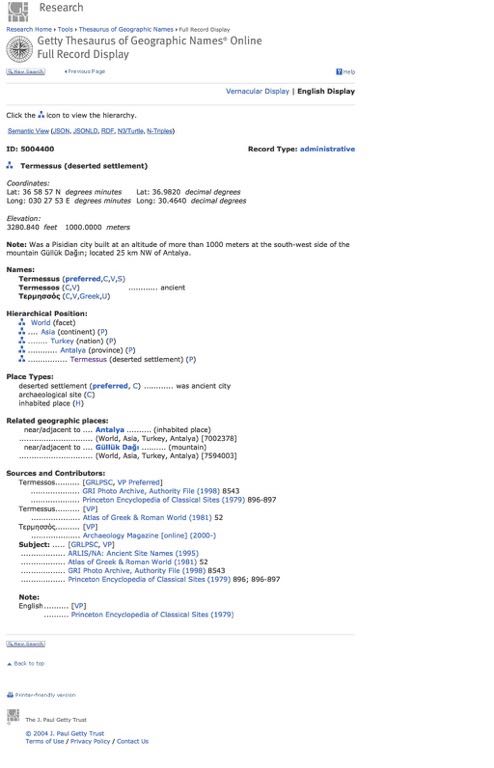 Getty
Research
Research Home ▸ Tools ▸ Thesaurus of Geographic Names ▸ Full Record Display
Getty Thesaurus of Geographic Names® Online
Full Record Display
New Search ◂ Previous Page ? Help
Vernacular Display | English Display
Click the icon to view the hierarchy.
Semantic View (JSON, JSONLD, RDF, N3/Turtle, N-Triples)
ID: 5004400 Record Type: administrative
Termessus (deserted settlement)
Coordinates:
Lat: 36 58 57 N degrees minutes Lat: 36.9820 decimal degrees
Long: 030 27 53 E degrees minutes Long: 30.4640 decimal degrees
Elevation:
3280.840 feet 1000.0000 meters
Note: Was a Pisidian city built at an altitude of more than 1000 meters at the south-west side of the
mountain Güllük Dağın; located 25 km NW of Antalya.
Names:
Termessus (preferred,C,V,S)
Termessos (C,V) ............ ancient
Τερμησσὸς (C,V,Greek,U)
Hierarchical Position:
World (facet)
.... Asia (continent) (P)
........ Turkey (nation) (P)
............ Antalya (province) (P)
................ Termessus (deserted settlement) (P)
Place Types:
deserted settlement (preferred, C) ............ was ancient city
archaeological site (C)
inhabited place (H)
Related geographic places:
near/adjacent to .... Antalya .......... (inhabited place)
.............................. (World, Asia, Turkey, Antalya) [7002378]
near/adjacent to .... Güllük Dağı .......... (mountain)
.............................. (World, Asia, Turkey, Antalya) [7594003]
Sources and Contributors:
Termessos.......... [GRLPSC, VP Preferred]
.................... GRI Photo Archive, Authority File (1998) 8543
.................... Princeton Encyclopedia of Classical Sites (1979) 896-897
Termessus.......... [VP]
.................... Atlas of Greek & Roman World (1981) 52
Τερμησσὸς.......... [VP]
.................... Archaeology Magazine [online] (2000-)
Subject: ..... [GRLPSC, VP]
.................... ARLIS/NA: Ancient Site Names (1995)
.................... Atlas of Greek & Roman World (1981) 52
.................... GRI Photo Archive, Authority File (1998) 8543
.................... Princeton Encyclopedia of Classical Sites (1979) 896; 896-897
Note:
English.......... [VP]
.......... Princeton Encyclopedia of Classical Sites (1979)
New Search
Back to top
Printer-friendly version
The J. Paul Getty Trust
© 2004 J. Paul Getty Trust
Terms of Use / Privacy Policy / Contact Us